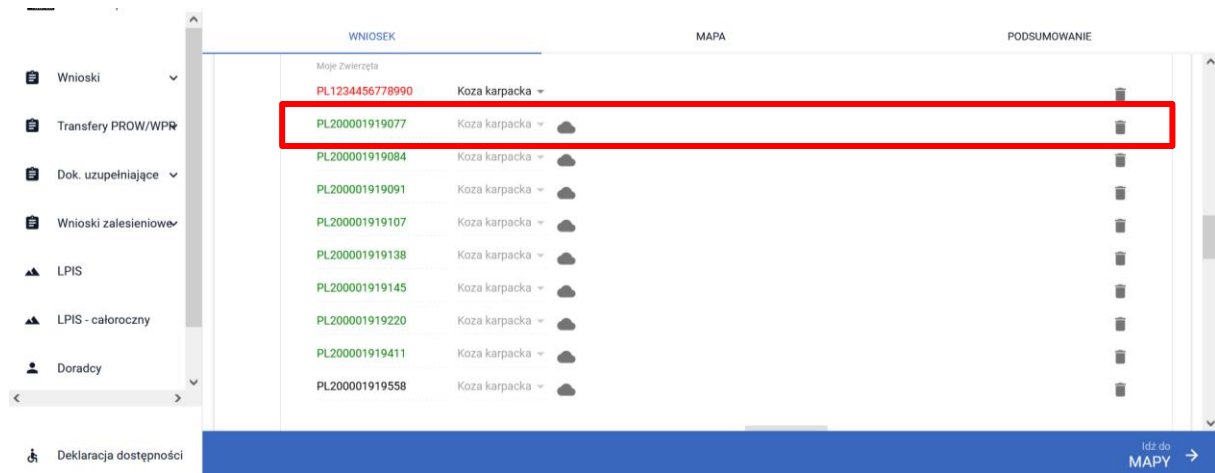 WNIOSEK MAPA PODSUMOWANIE
Wnioski
Transfery PROW/WPR
Dok. uzupełniające
Wnioski zalesieniowe
LPIS
LPIS - całoroczny
Doradcy
Deklaracja dostępności
Moje Zwierzęta
PL1234456778990 Koza karpacka
PL200001919077 Koza karpacka
PL200001919084 Koza karpacka
PL200001919091 Koza karpacka
PL200001919107 Koza karpacka
PL200001919138 Koza karpacka
PL200001919145 Koza karpacka
PL200001919220 Koza karpacka
PL200001919411 Koza karpacka
PL200001919558 Koza karpacka
Idź do
MAPY